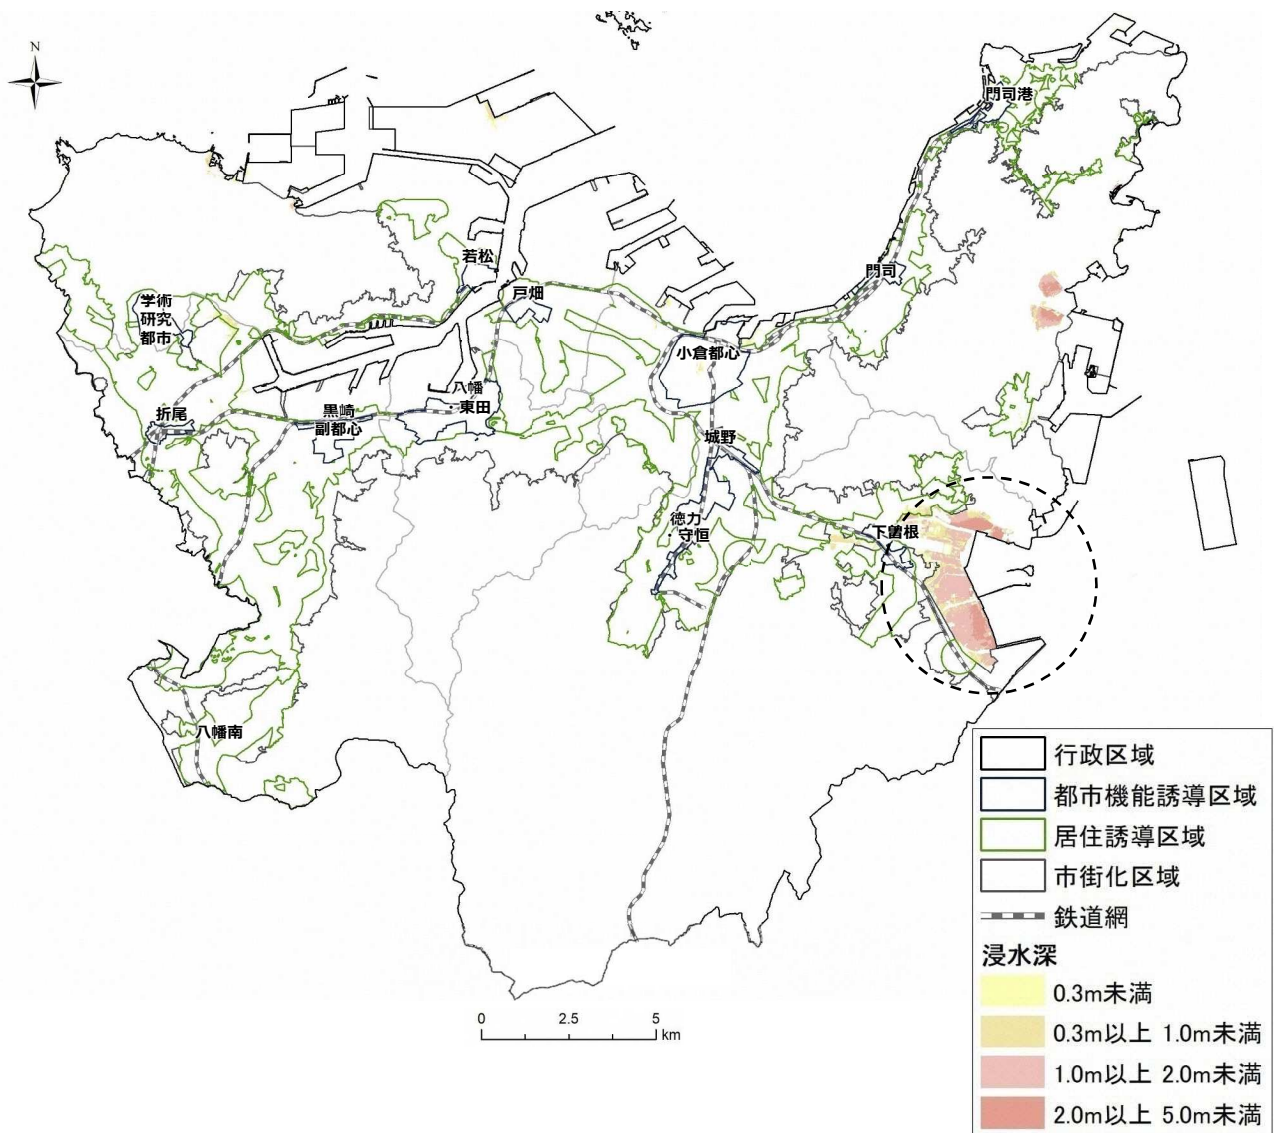 N
門司港
門司
若松
戸畑
学術
研究
都市
小倉都心
八幡
・東田
折尾
黒崎
副都心
城野
徳力
・守恒
下曽根
八幡南
行政区域
都市機能誘導区域
居住誘導区域
市街化区域
鉄道網
浸水深
0.3m未満
0.3m以上 1.0m未満
1.0m以上 2.0m未満
2.0m以上 5.0m未満
0 2.5 5
km